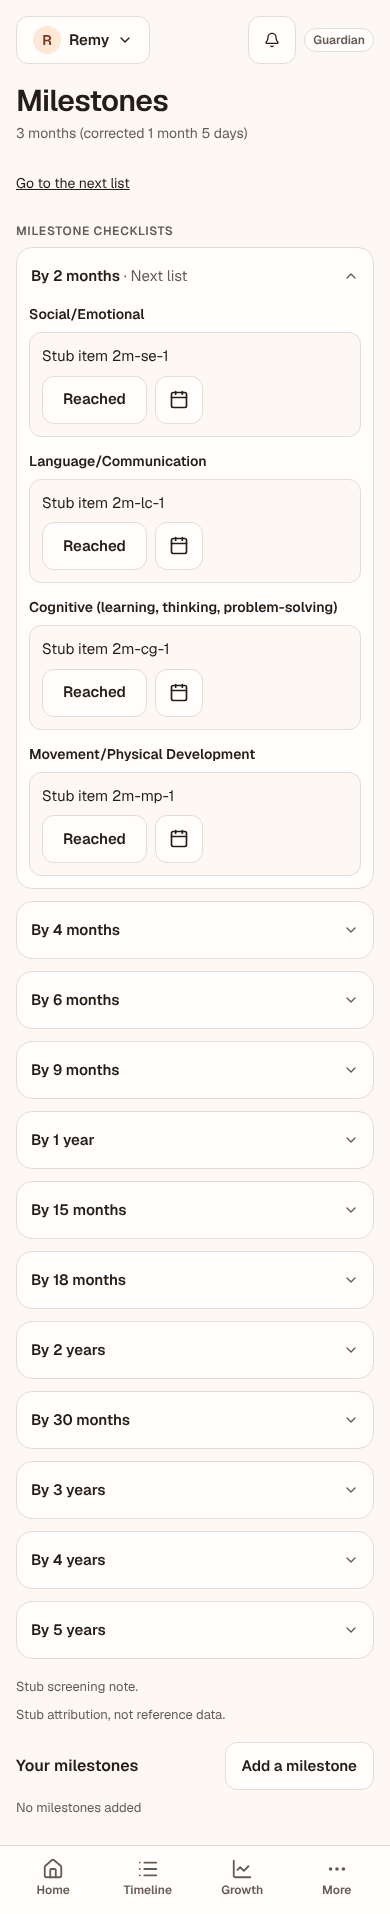 R Remy
Guardian
Milestones
3 months (corrected 1 month 5 days)
Go to the next list
MILESTONE CHECKLISTS
By 2 months · Next list
Social/Emotional
Stub item 2m-se-1
Reached
Language/Communication
Stub item 2m-lc-1
Reached
Cognitive (learning, thinking, problem-solving)
Stub item 2m-cg-1
Reached
Movement/Physical Development
Stub item 2m-mp-1
Reached
By 4 months
By 6 months
By 9 months
By 1 year
By 15 months
By 18 months
By 2 years
By 30 months
By 3 years
By 4 years
By 5 years
Stub screening note.
Stub attribution, not reference data.
Your milestones
Add a milestone
No milestones added
Home Timeline Growth More